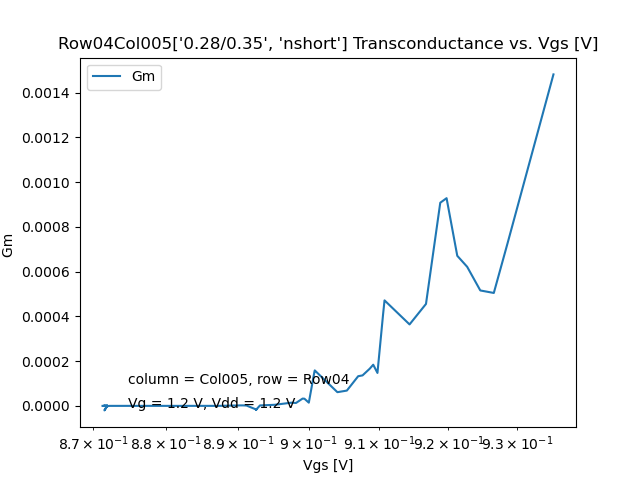 Row04Col005['0.28/0.35', 'nshort'] Transconductance vs. Vgs [V]
Gm
0.0014
0.0012
0.0010
0.0008
0.0006
0.0004
0.0002
0.0000
Gm
column = Col005, row = Row04
Vg = 1.2 V, Vdd = 1.2 V
8.7 × 10⁻¹ 8.8 × 10⁻¹ 8.9 × 10⁻¹ 9 × 10⁻¹ 9.1 × 10⁻¹ 9.2 × 10⁻¹ 9.3 × 10⁻¹
Vgs [V]